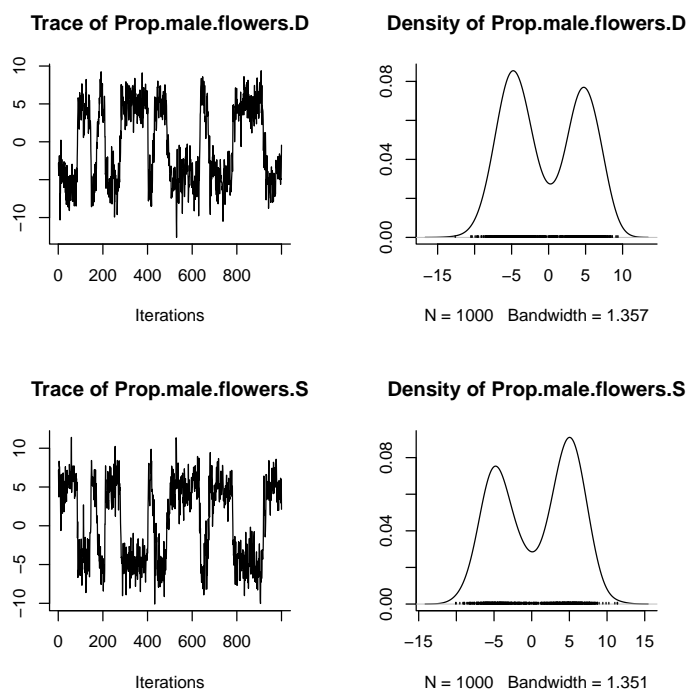 Trace of Prop.male.flowers.D
10
5
0
−10
0 200 400 600 800
Iterations
Density of Prop.male.flowers.D
0.08
0.04
0.00
−15 −5 0 5 10
N = 1000 Bandwidth = 1.357
Trace of Prop.male.flowers.S
10
5
0
−5
−10
0 200 400 600 800
Iterations
Density of Prop.male.flowers.S
0.08
0.04
0.00
−15 −5 0 5 10 15
N = 1000 Bandwidth = 1.351